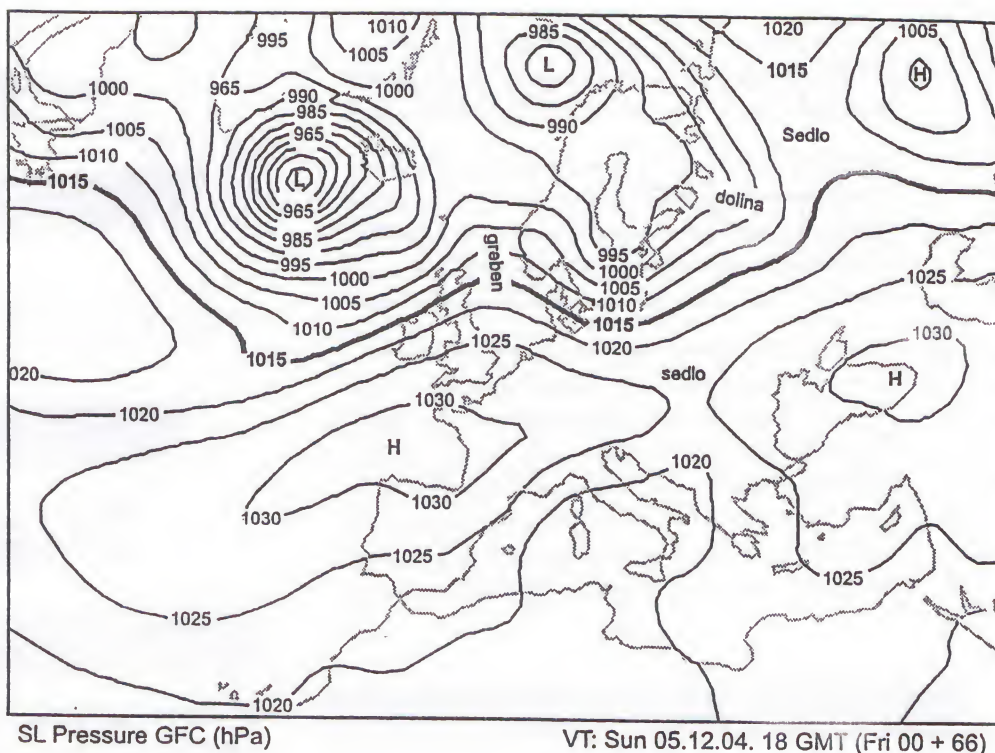 995 1010 985 1020 1005
1005 L 1015 H
1000 965 1000
990 990
1005 985 Sedlo
965
1010
1015 L dolina
965
985 995
995 greben 1000
1000 1005 1025
1005 1010
1010 1015
1015 1025 1020 1030
1020 sedlo H
1020 1030
H 1020
1030 1030
1025 1025
1025
1020
SL Pressure GFC (hPa) VT: Sun 05.12.04. 18 GMT (Fri 00 + 66)